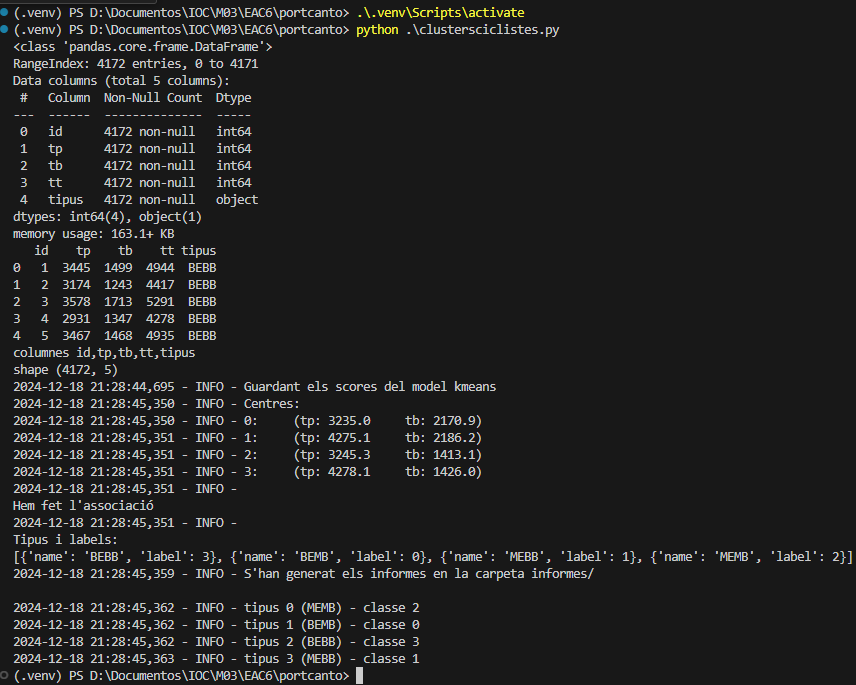 (.venv) PS D:\Documentos\IOC\M03\EAC6\portcanto> .\.venv\Scripts\activate
(.venv) PS D:\Documentos\IOC\M03\EAC6\portcanto> python .\clustersciclistes.py
<class 'pandas.core.frame.DataFrame'>
RangeIndex: 4172 entries, 0 to 4171
Data columns (total 5 columns):
 #   Column  Non-Null Count  Dtype
---  ------  --------------  -----
 0   id      4172 non-null   int64
 1   tp      4172 non-null   int64
 2   tb      4172 non-null   int64
 3   tt      4172 non-null   int64
 4   tipus   4172 non-null   object
dtypes: int64(4), object(1)
memory usage: 163.1+ KB
   id    tp    tb    tt tipus
0   1  3445  1499  4944  BEBB
1   2  3174  1243  4417  BEBB
2   3  3578  1713  5291  BEBB
3   4  2931  1347  4278  BEBB
4   5  3467  1468  4935  BEBB
columnes id,tp,tb,tt,tipus
shape (4172, 5)
2024-12-18 21:28:44,695 - INFO - Guardant els scores del model kmeans
2024-12-18 21:28:45,350 - INFO - Centres:
2024-12-18 21:28:45,350 - INFO - 0:     (tp: 3235.0     tb: 2170.9)
2024-12-18 21:28:45,351 - INFO - 1:     (tp: 4275.1     tb: 2186.2)
2024-12-18 21:28:45,351 - INFO - 2:     (tp: 3245.3     tb: 1413.1)
2024-12-18 21:28:45,351 - INFO - 3:     (tp: 4278.1     tb: 1426.0)
2024-12-18 21:28:45,351 - INFO -
Hem fet l'associació
2024-12-18 21:28:45,351 - INFO -
Tipus i labels:
[{'name': 'BEBB', 'label': 3}, {'name': 'BEMB', 'label': 0}, {'name': 'MEBB', 'label': 1}, {'name': 'MEMB', 'label': 2}]
2024-12-18 21:28:45,359 - INFO - S'han generat els informes en la carpeta informes/

2024-12-18 21:28:45,362 - INFO - tipus 0 (MEMB) - classe 2
2024-12-18 21:28:45,362 - INFO - tipus 1 (BEMB) - classe 0
2024-12-18 21:28:45,362 - INFO - tipus 2 (BEBB) - classe 3
2024-12-18 21:28:45,363 - INFO - tipus 3 (MEBB) - classe 1
(.venv) PS D:\Documentos\IOC\M03\EAC6\portcanto>